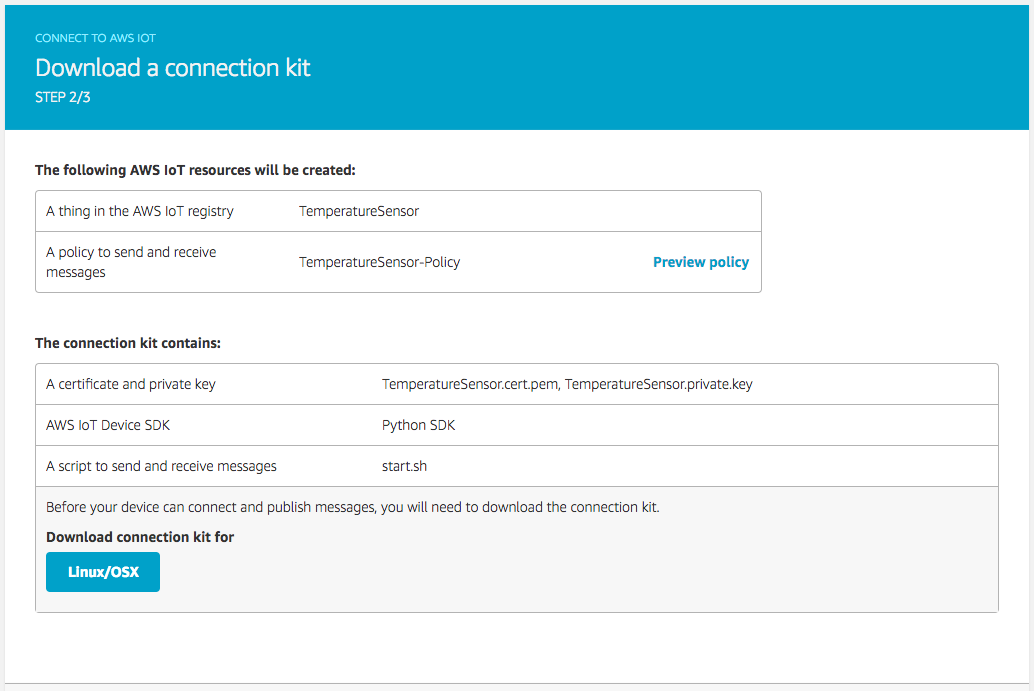 CONNECT TO AWS IOT
Download a connection kit
STEP 2/3
The following AWS IoT resources will be created:
A thing in the AWS IoT registry TemperatureSensor
A policy to send and receive
messages
TemperatureSensor-Policy Preview policy
The connection kit contains:
A certificate and private key TemperatureSensor.cert.pem, TemperatureSensor.private.key
AWS IoT Device SDK Python SDK
A script to send and receive messages start.sh
Before your device can connect and publish messages, you will need to download the connection kit.
Download connection kit for
Linux/OSX